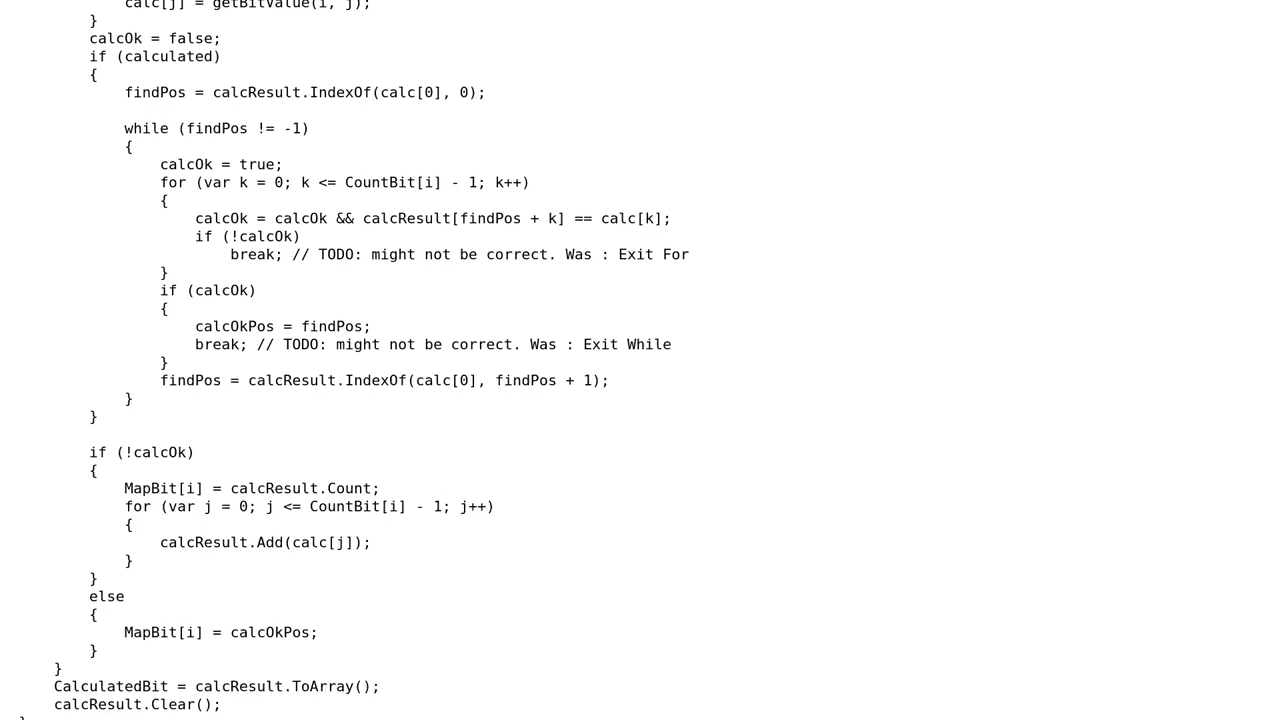 calc[j] = getBitValue(i, j);
}
calcOk = false;
if (calculated)
{
findPos = calcResult.IndexOf(calc[0], 0);
while (findPos != -1)
{
calcOk = true;
for (var k = 0; k <= CountBit[i] - 1; k++)
{
calcOk = calcOk && calcResult[findPos + k] == calc[k];
if (!calcOk)
break; // TODO: might not be correct. Was : Exit For
}
if (calcOk)
{
calcOkPos = findPos;
break; // TODO: might not be correct. Was : Exit While
}
findPos = calcResult.IndexOf(calc[0], findPos + 1);
}
}
if (!calcOk)
{
MapBit[i] = calcResult.Count;
for (var j = 0; j <= CountBit[i] - 1; j++)
{
calcResult.Add(calc[j]);
}
}
else
{
MapBit[i] = calcOkPos;
}
}
CalculatedBit = calcResult.ToArray();
calcResult.Clear();
}